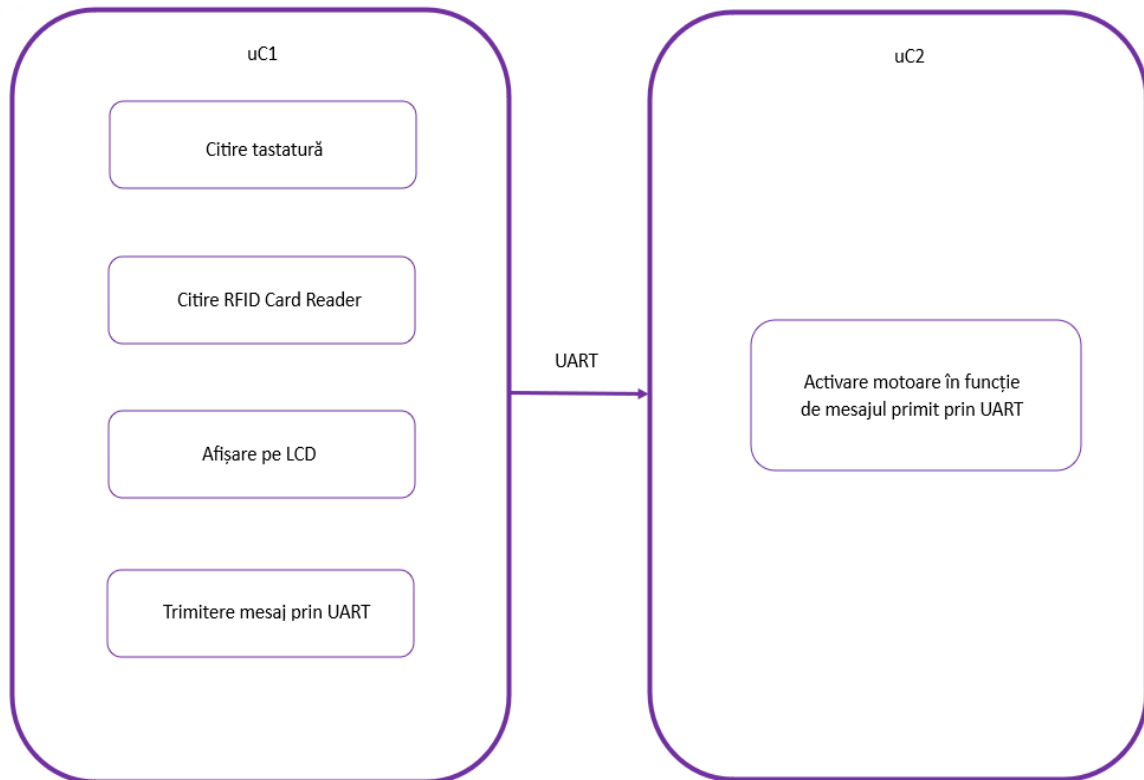 uC1
Citire tastatură
Citire RFID Card Reader
Afișare pe LCD
Trimitere mesaj prin UART
UART
uC2
Activare motoare în funcție
de mesajul primit prin UART